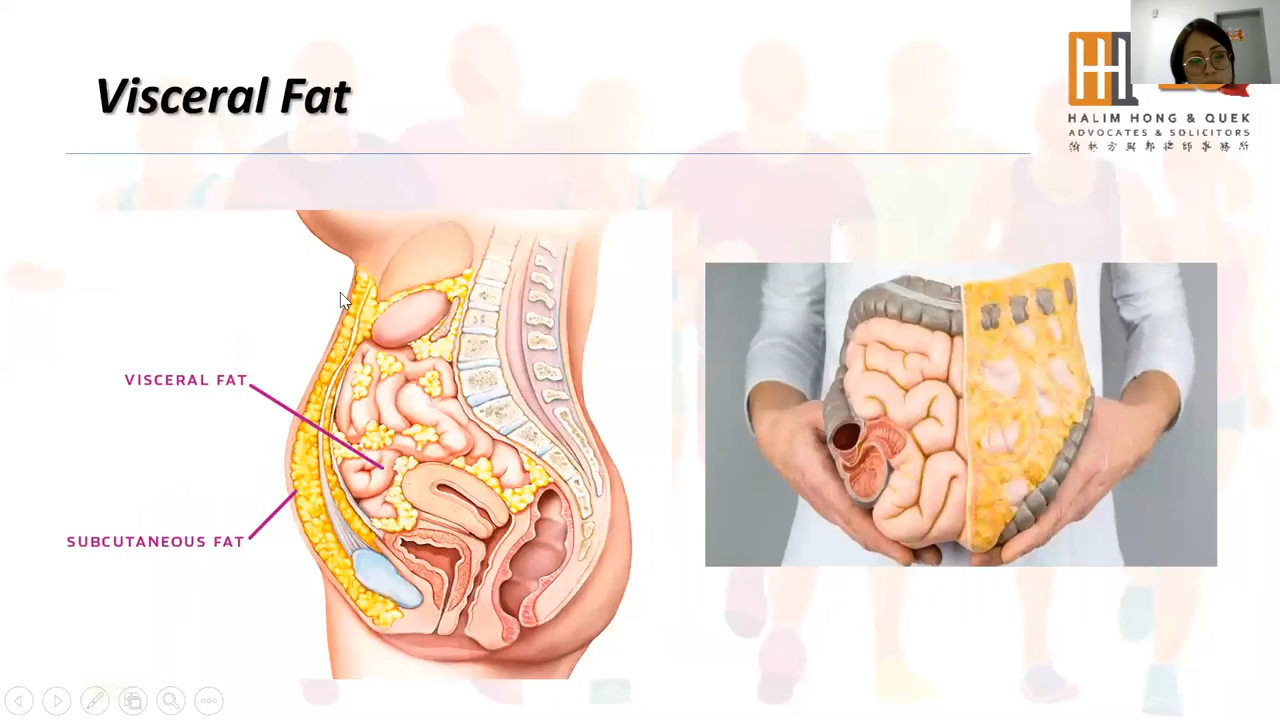 Visceral Fat
HALIM HONG & QUEK
ADVOCATES & SOLICITORS
VISCERAL FAT
SUBCUTANEOUS FAT